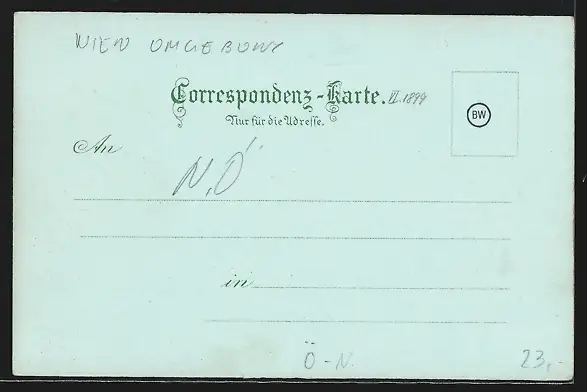 WIEN UMGEBUNG
Correspondenz-Karte. VI. 1899
Nur für die Adresse.
BW
An
N.Ö
in
Ö-N.
23,-